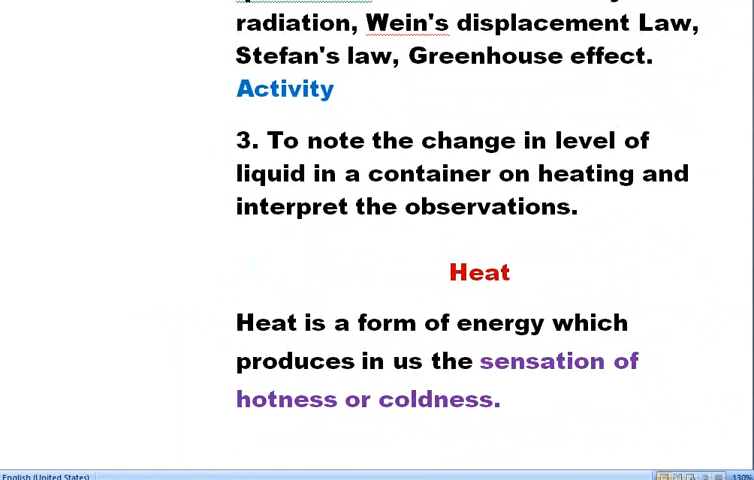 radiation, Wein's displacement Law,
Stefan's law, Greenhouse effect.
Activity
3. To note the change in level of
liquid in a container on heating and
interpret the observations.
Heat
Heat is a form of energy which
produces in us the sensation of
hotness or coldness.
English (United States)
130%